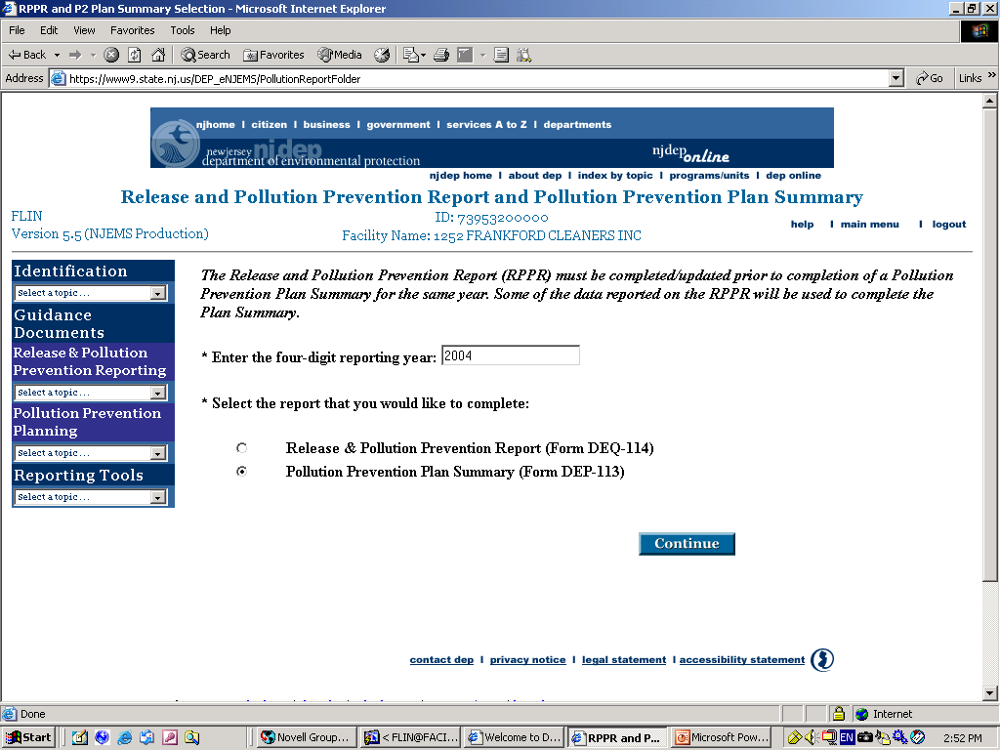 RPPR and P2 Plan Summary Selection - Microsoft Internet Explorer
File Edit View Favorites Tools Help
Back Search Favorites Media
Address https://www9.state.nj.us/DEP_eNJEMS/PollutionReportFolder Go Links »
njhome | citizen | business | government | services A to Z | departments
njdep
newjersey
department of environmental protection
njdep online
njdep home | about dep | index by topic | programs/units | dep online
Release and Pollution Prevention Report and Pollution Prevention Plan Summary
FLIN
ID: 73953200000
help | main menu | logout
Version 5.5 (NJEMS Production)
Facility Name: 1252 FRANKFORD CLEANERS INC
Identification
Select a topic...
Guidance
Documents
Release & Pollution
Prevention Reporting
Select a topic...
Pollution Prevention
Planning
Select a topic...
Reporting Tools
Select a topic...
The Release and Pollution Prevention Report (RPPR) must be completed/updated prior to completion of a Pollution
Prevention Plan Summary for the same year. Some of the data reported on the RPPR will be used to complete the
Plan Summary.
* Enter the four-digit reporting year: 2004
* Select the report that you would like to complete:
Release & Pollution Prevention Report (Form DEQ-114)
Pollution Prevention Plan Summary (Form DEP-113)
Continue
contact dep | privacy notice | legal statement | accessibility statement
Done
Internet
Start
Novell Group...
< FLIN@FACI...
Welcome to D...
RPPR and P...
Microsoft Pow...
EN
2:52 PM